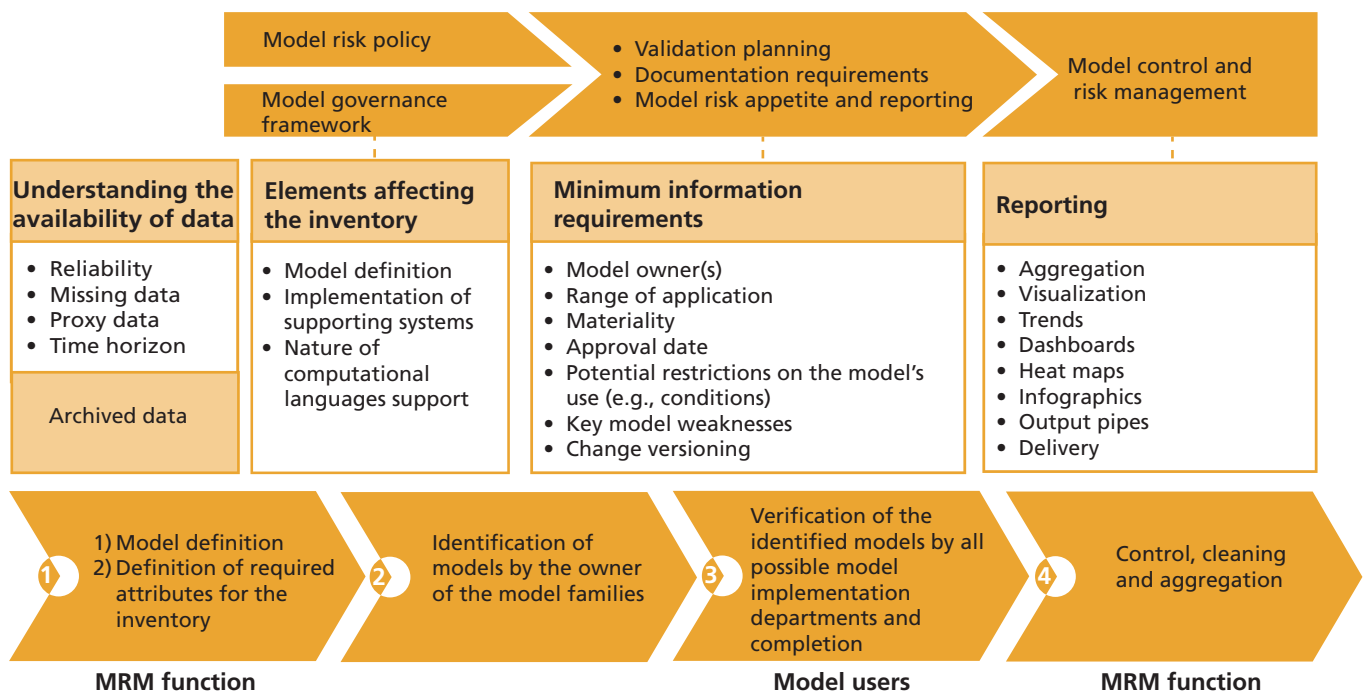 Model risk policy
Model governance
framework
• Validation planning
• Documentation requirements
• Model risk appetite and reporting
Model control and
risk management
Understanding the
availability of data
• Reliability
• Missing data
• Proxy data
• Time horizon
Archived data
Elements affecting
the inventory
• Model definition
• Implementation of
supporting systems
• Nature of
computational
languages support
Minimum information
requirements
• Model owner(s)
• Range of application
• Materiality
• Approval date
• Potential restrictions on the model's
use (e.g., conditions)
• Key model weaknesses
• Change versioning
Reporting
• Aggregation
• Visualization
• Trends
• Dashboards
• Heat maps
• Infographics
• Output pipes
• Delivery
1
1) Model definition
2) Definition of required
attributes for the
inventory
2
Identification of
models by the owner
of the model families
3
Verification of the
identified models by all
possible model
implementation
departments and
completion
4
Control, cleaning
and aggregation
MRM function
Model users
MRM function